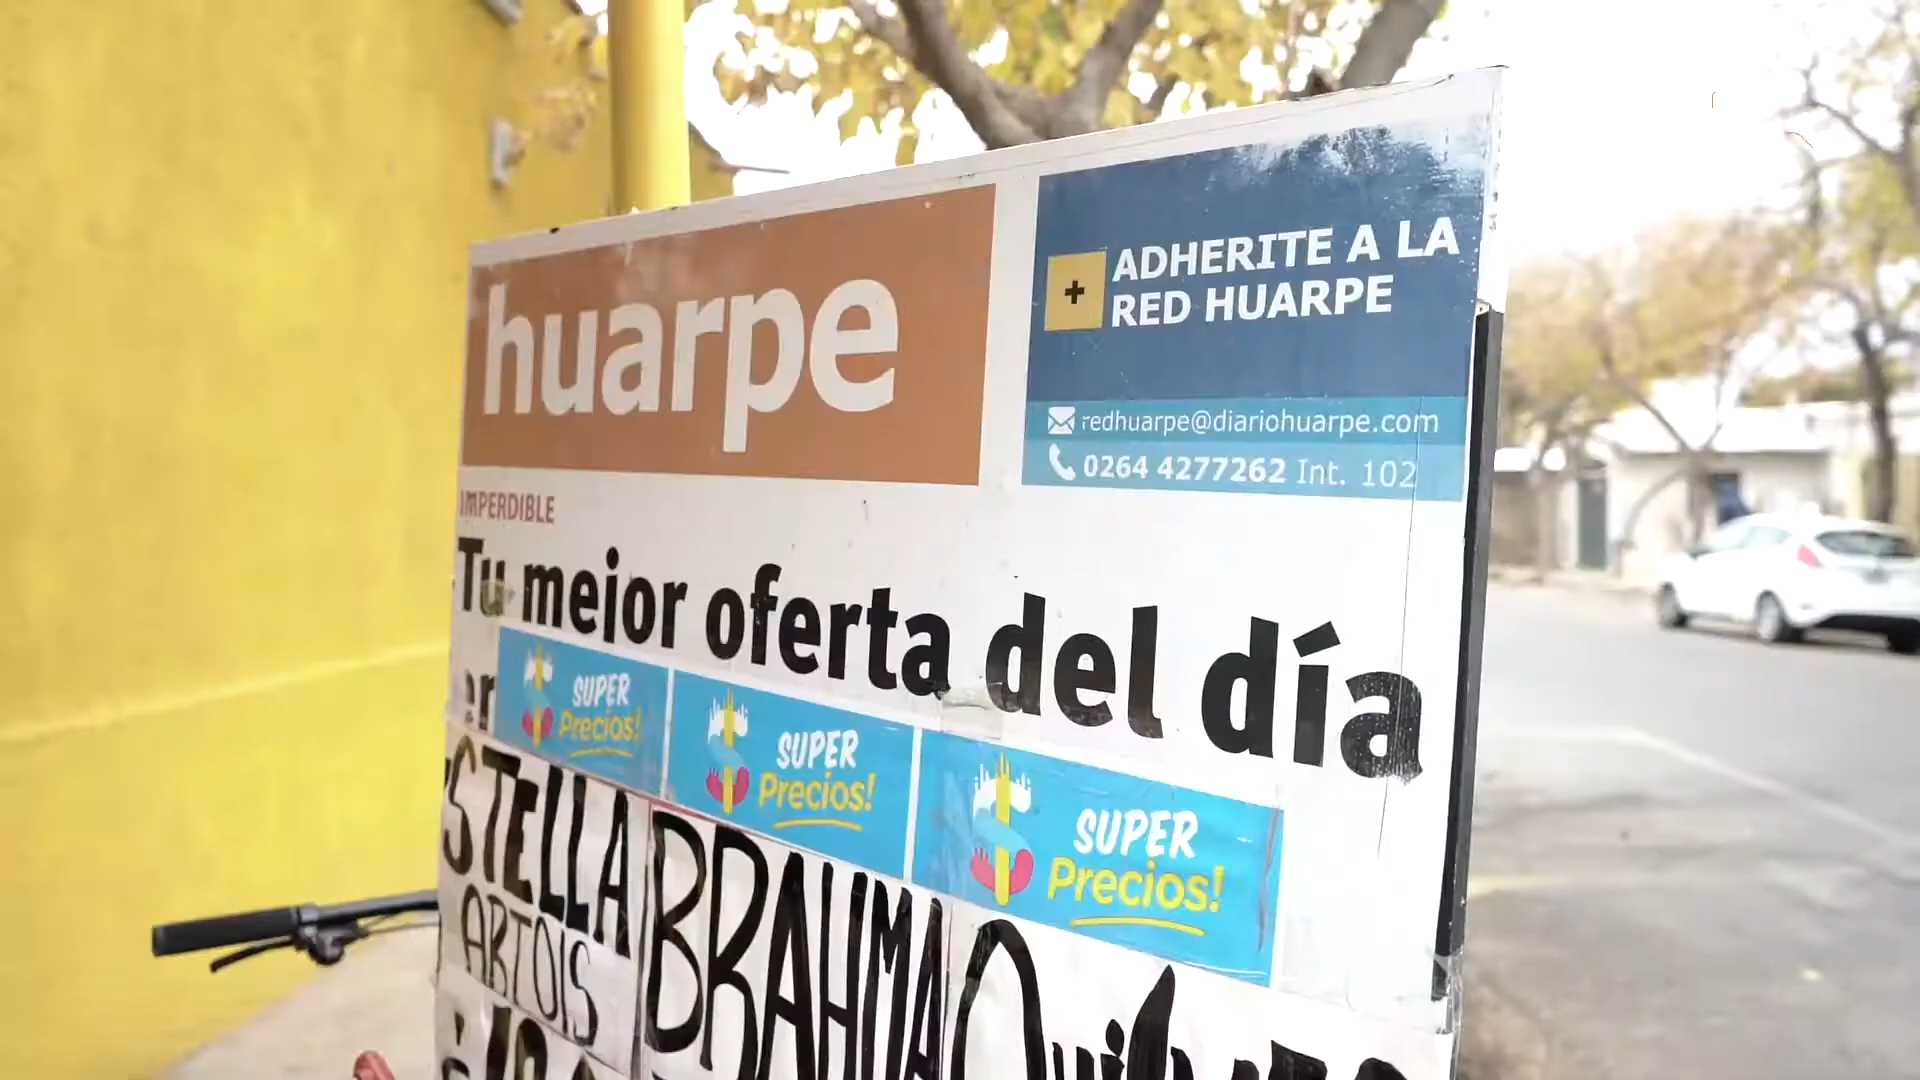 huarpe
+ ADHERITE A LA
RED HUARPE
redhuarpe@diariohuarpe.com
0264 4277262 Int. 102
IMPERDIBLE
Tu mejor oferta del día
en
SUPER
Precios!
SUPER
Precios!
SUPER
Precios!
STELLA
ARTOIS
BRAHMA